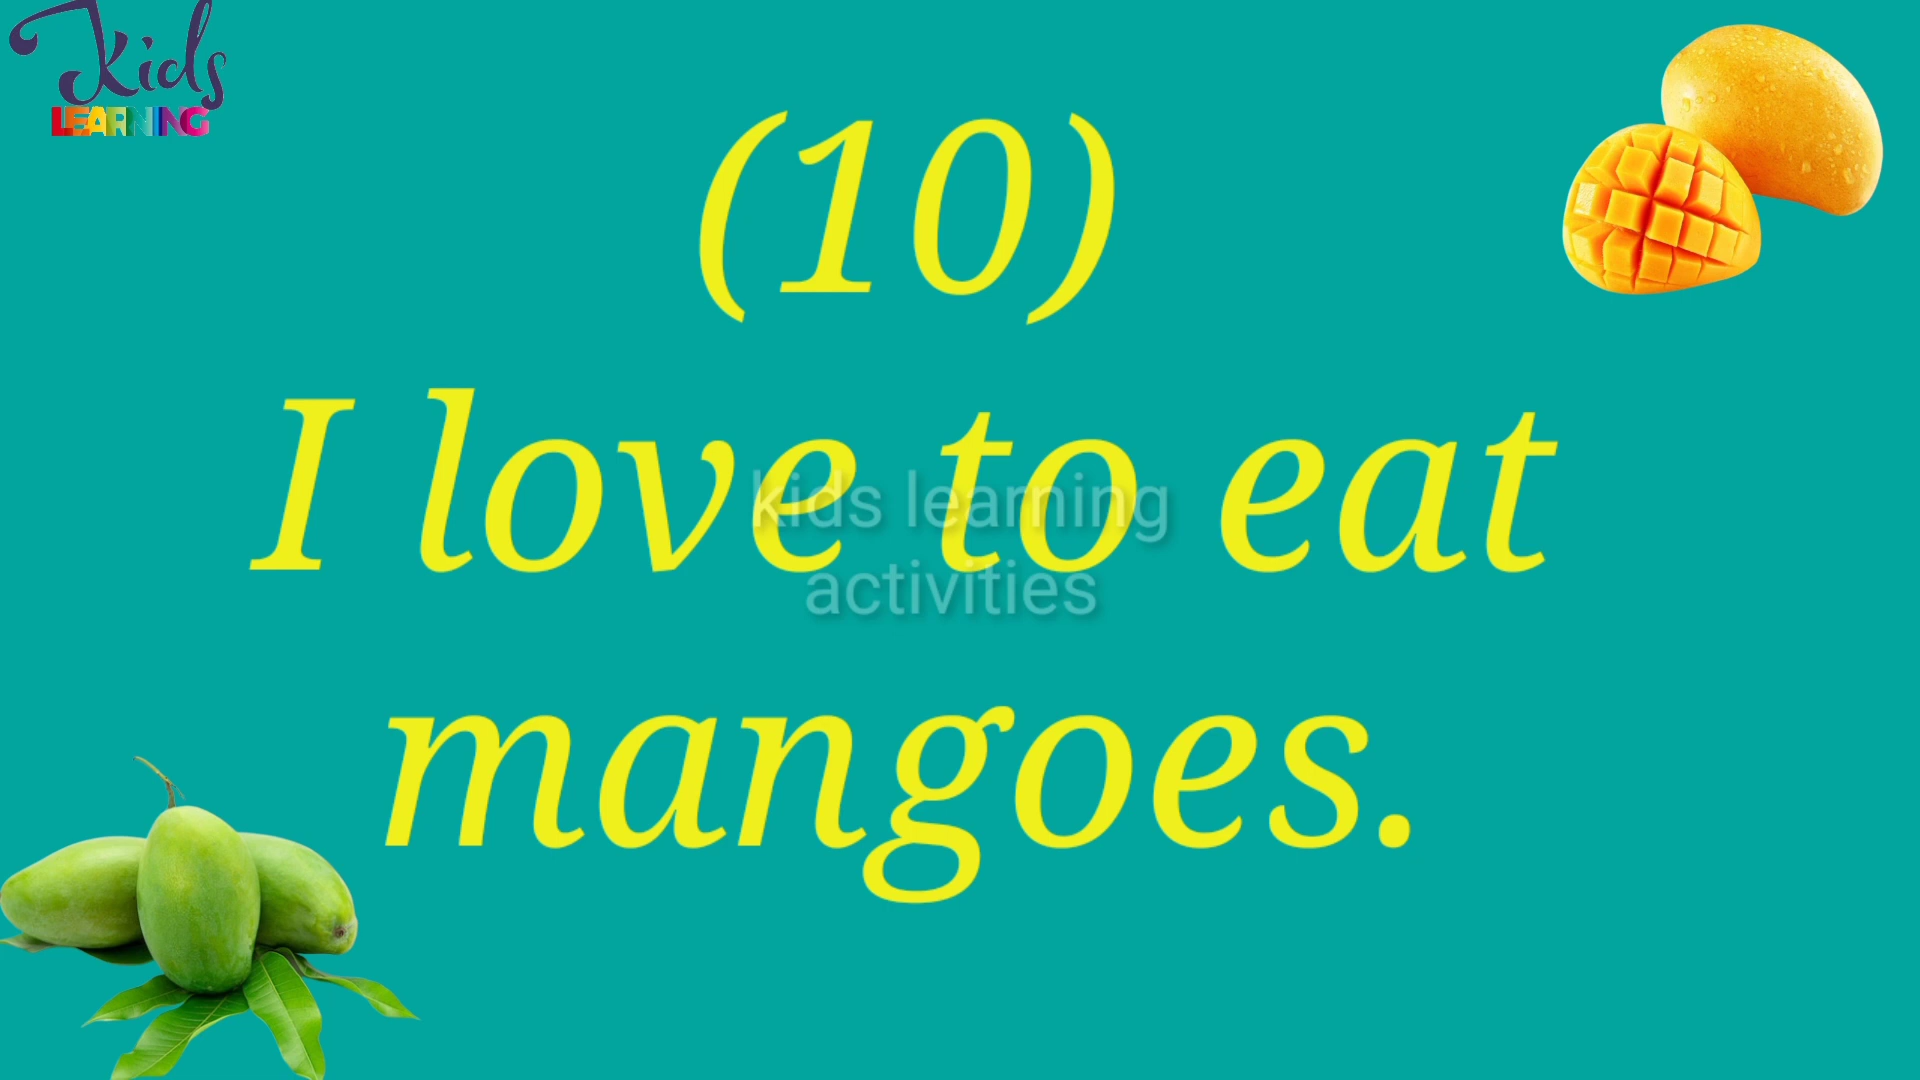 Kids
LEARNING
(10)
I love to eat
kids learning
activities
mangoes.